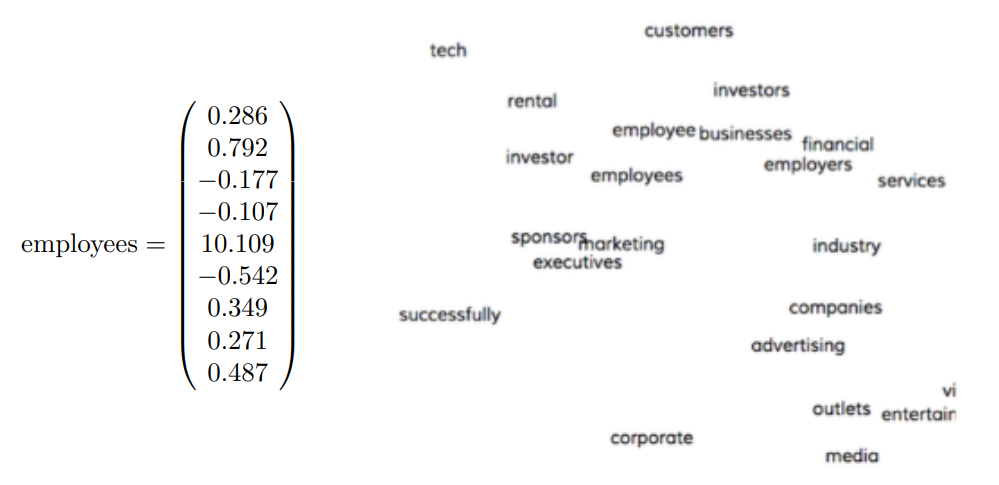 customers
tech
investors
rental
employee businesses
financial
investor
employers
employees
services
employees =
0.286
0.792
−0.177
−0.107
10.109
−0.542
0.349
0.271
0.487
sponsors
marketing
industry
executives
companies
successfully
advertising
vi
outlets
entertain
corporate
media